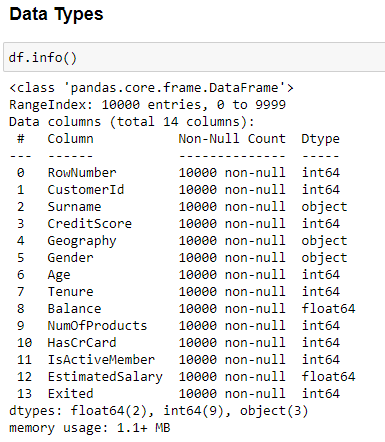 Data Types
df.info()
<class 'pandas.core.frame.DataFrame'>
RangeIndex: 10000 entries, 0 to 9999
Data columns (total 14 columns):
 #   Column           Non-Null Count  Dtype
---  ------           --------------  -----
 0   RowNumber        10000 non-null  int64
 1   CustomerId       10000 non-null  int64
 2   Surname          10000 non-null  object
 3   CreditScore      10000 non-null  int64
 4   Geography        10000 non-null  object
 5   Gender           10000 non-null  object
 6   Age              10000 non-null  int64
 7   Tenure           10000 non-null  int64
 8   Balance          10000 non-null  float64
 9   NumOfProducts    10000 non-null  int64
 10  HasCrCard        10000 non-null  int64
 11  IsActiveMember   10000 non-null  int64
 12  EstimatedSalary  10000 non-null  float64
 13  Exited           10000 non-null  int64
dtypes: float64(2), int64(9), object(3)
memory usage: 1.1+ MB